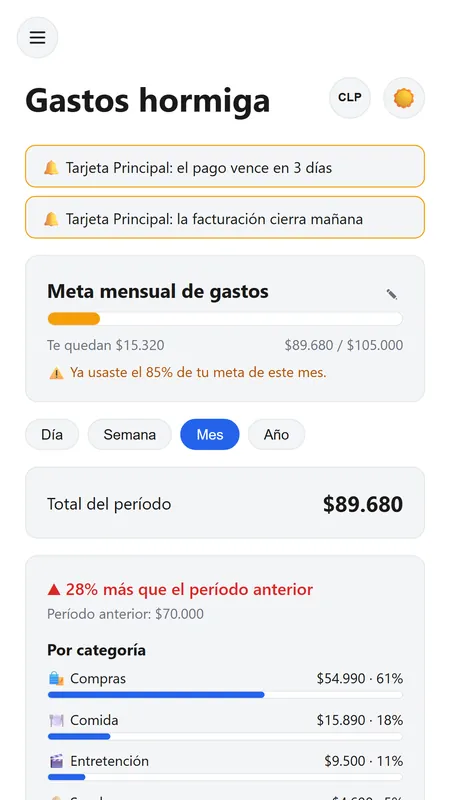 Gastos hormiga
CLP
Tarjeta Principal: el pago vence en 3 días
Tarjeta Principal: la facturación cierra mañana
Meta mensual de gastos
Te quedan $15.320 $89.680 / $105.000
Ya usaste el 85% de tu meta de este mes.
Día Semana Mes Año
Total del período $89.680
▲ 28% más que el período anterior
Período anterior: $70.000
Por categoría
Compras $54.990 · 61%
Comida $15.890 · 18%
Entretención $9.500 · 11%